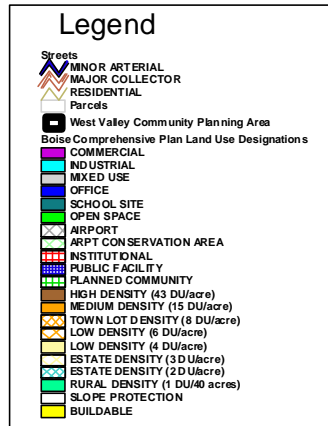 Legend
Streets
MINOR ARTERIAL
MAJOR COLLECTOR
RESIDENTIAL
Parcels
West Valley Community Planning Area
Boise Comprehensive Plan Land Use Designations
COMMERCIAL
INDUSTRIAL
MIXED USE
OFFICE
SCHOOL SITE
OPEN SPACE
AIRPORT
ARPT CONSERVATION AREA
INSTITUTIONAL
PUBLIC FACILITY
PLANNED COMMUNITY
HIGH DENSITY (43 DU/acre)
MEDIUM DENSITY (15 DU/acre)
TOWN LOT DENSITY (8 DU/acre)
LOW DENSITY (6 DU/acre)
LOW DENSITY (4 DU/acre)
ESTATE DENSITY (3 DU/acre)
ESTATE DENSITY (2 DU/acre)
RURAL DENSITY (1 DU/40 acres)
SLOPE PROTECTION
BUILDABLE